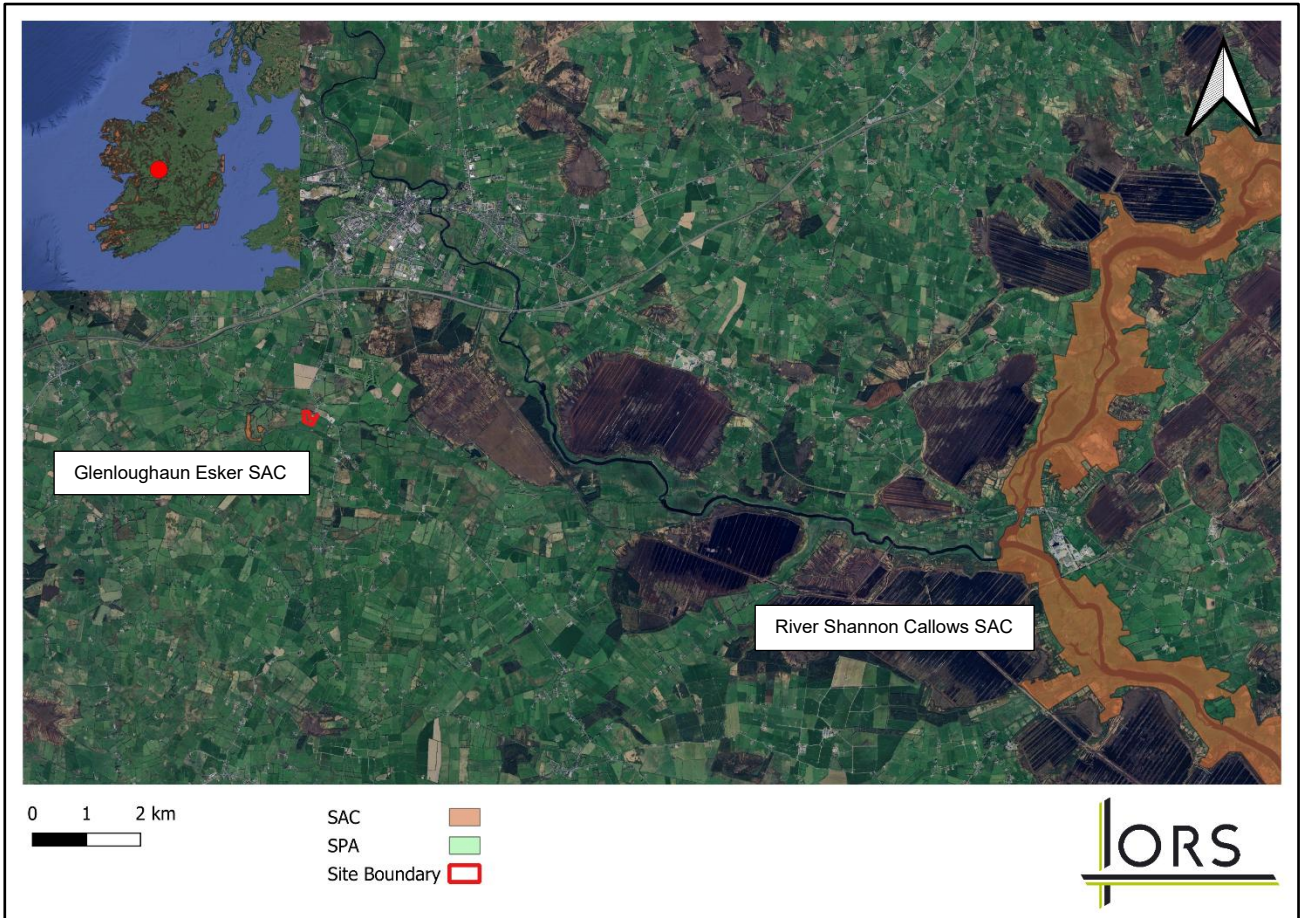 Glenloughaun Esker SAC
River Shannon Callows SAC
0 1 2 km
SAC
SPA
Site Boundary
ORS